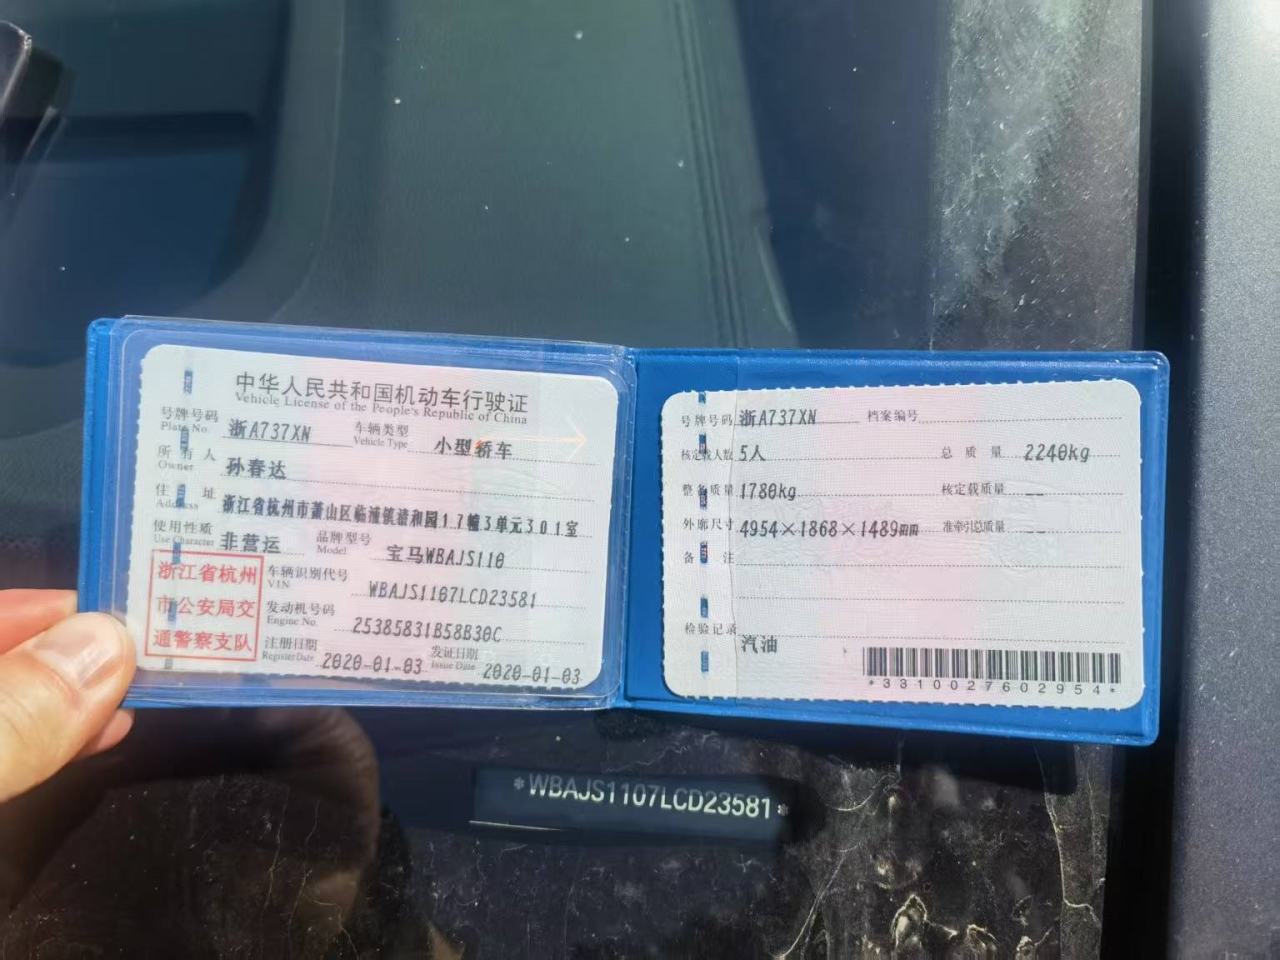 中华人民共和国机动车行驶证
Vehicle License of the People's Republic of China
号牌号码 浙A737XN 车辆类型 小型轿车
Plate No. Vehicle Type
所有人 孙春达
Owner
住址 浙江省杭州市萧山区临浦镇浦和园17幢3单元301室
Address
使用性质 非营运 品牌型号 宝马WBAJS110
Use Character Model
浙江省杭州市公安局交通警察支队
车辆识别代号 WBAJS1107LCD23581
VIN
发动机号码 25385831B58B30C
Engine No.
注册日期 2020-01-03 发证日期 2020-01-03
Register Date Issue Date
号牌号码 浙A737XN 档案编号
核定载人数 5人 总质量 2240kg
整备质量 1780kg 核定载质量 --
外廓尺寸 4954×1868×1489mm 准牵引总质量 --
备注
检验记录 汽油
*3310027602954*
*WBAJS1107LCD23581*